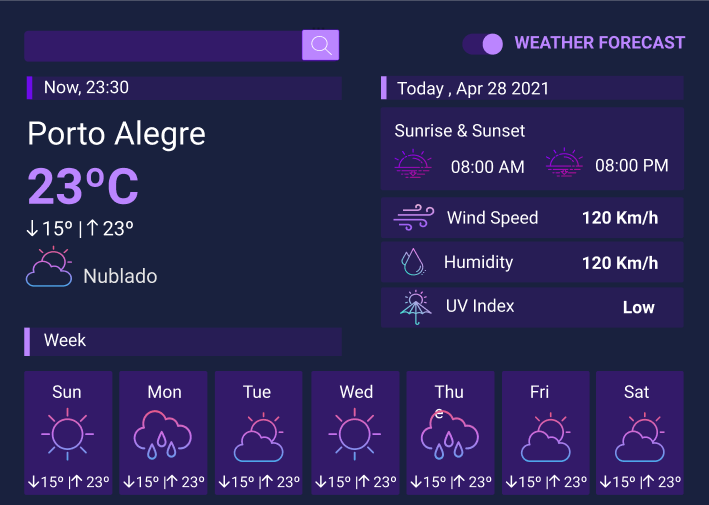 WEATHER FORECAST
Now, 23:30
Porto Alegre
23ºC
↓15º |↑ 23º
Nublado
Today , Apr 28 2021
Sunrise & Sunset
08:00 AM 08:00 PM
Wind Speed 120 Km/h
Humidity 120 Km/h
UV Index Low
Week
Sun Mon Tue Wed Thu Fri Sat
e
↓15º |↑ 23º ↓15º |↑ 23º ↓15º |↑ 23º ↓15º |↑ 23º ↓15º |↑ 23º ↓15º |↑ 23º ↓15º |↑ 23º